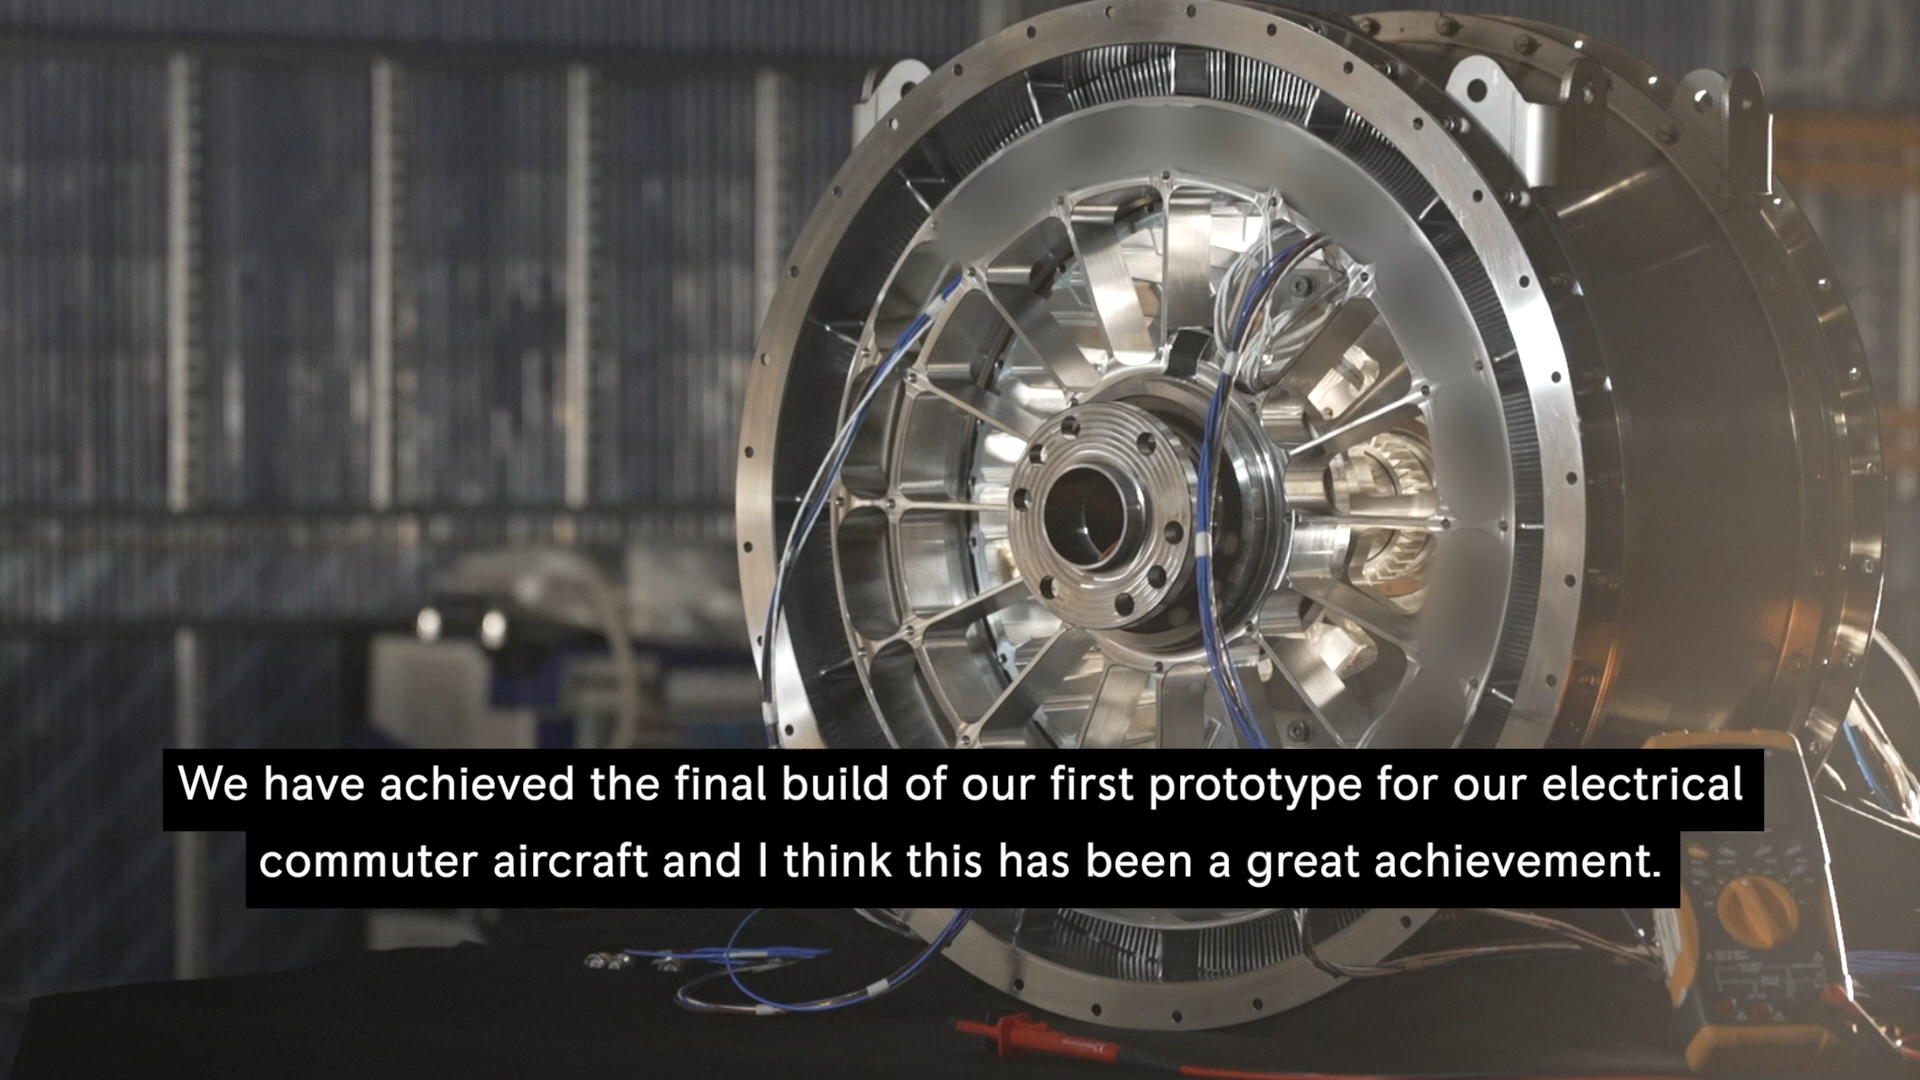 We have achieved the final build of our first prototype for our electrical
commuter aircraft and I think this has been a great achievement.